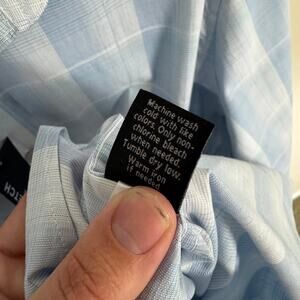 Machine wash
cold with like
colors. Only non-
chlorine bleach
when needed.
Tumble dry low.
Warm iron
if needed.